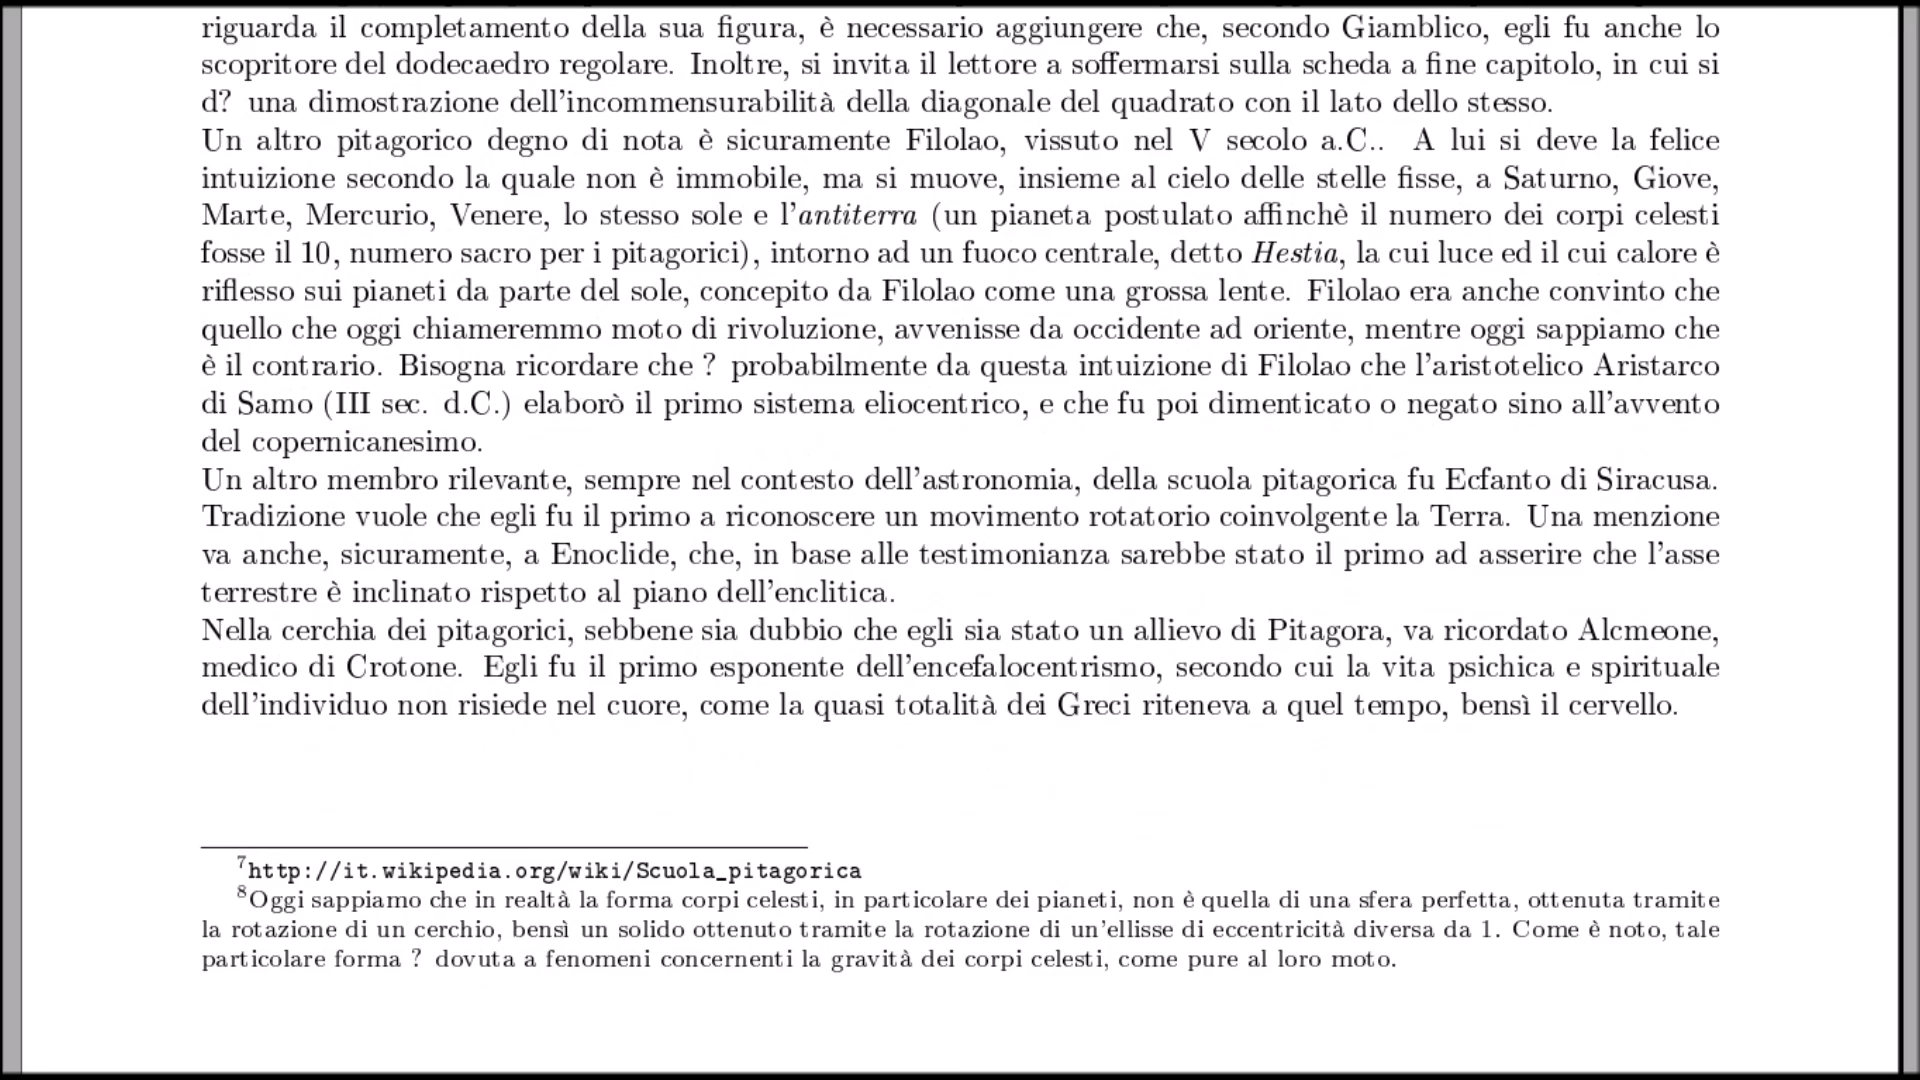 riguarda il completamento della sua figura, è necessario aggiungere che, secondo Giamblico, egli fu anche lo
scopritore del dodecaedro regolare. Inoltre, si invita il lettore a soffermarsi sulla scheda a fine capitolo, in cui si
d? una dimostrazione dell'incommensurabilità della diagonale del quadrato con il lato dello stesso.
Un altro pitagorico degno di nota è sicuramente Filolao, vissuto nel V secolo a.C.. A lui si deve la felice
intuizione secondo la quale non è immobile, ma si muove, insieme al cielo delle stelle fisse, a Saturno, Giove,
Marte, Mercurio, Venere, lo stesso sole e l'antiterra (un pianeta postulato affinchè il numero dei corpi celesti
fosse il 10, numero sacro per i pitagorici), intorno ad un fuoco centrale, detto Hestia, la cui luce ed il cui calore è
riflesso sui pianeti da parte del sole, concepito da Filolao come una grossa lente. Filolao era anche convinto che
quello che oggi chiameremmo moto di rivoluzione, avvenisse da occidente ad oriente, mentre oggi sappiamo che
è il contrario. Bisogna ricordare che ? probabilmente da questa intuizione di Filolao che l'aristotelico Aristarco
di Samo (III sec. d.C.) elaborò il primo sistema eliocentrico, e che fu poi dimenticato o negato sino all'avvento
del copernicanesimo.
Un altro membro rilevante, sempre nel contesto dell'astronomia, della scuola pitagorica fu Ecfanto di Siracusa.
Tradizione vuole che egli fu il primo a riconoscere un movimento rotatorio coinvolgente la Terra. Una menzione
va anche, sicuramente, a Enoclide, che, in base alle testimonianza sarebbe stato il primo ad asserire che l'asse
terrestre è inclinato rispetto al piano dell'enclitica.
Nella cerchia dei pitagorici, sebbene sia dubbio che egli sia stato un allievo di Pitagora, va ricordato Alcmeone,
medico di Crotone. Egli fu il primo esponente dell'encefalocentrismo, secondo cui la vita psichica e spirituale
dell'individuo non risiede nel cuore, come la quasi totalità dei Greci riteneva a quel tempo, bensì il cervello.
7http://it.wikipedia.org/wiki/Scuola_pitagorica
8Oggi sappiamo che in realtà la forma corpi celesti, in particolare dei pianeti, non è quella di una sfera perfetta, ottenuta tramite
la rotazione di un cerchio, bensì un solido ottenuto tramite la rotazione di un'ellisse di eccentricità diversa da 1. Come è noto, tale
particolare forma ? dovuta a fenomeni concernenti la gravità dei corpi celesti, come pure al loro moto.